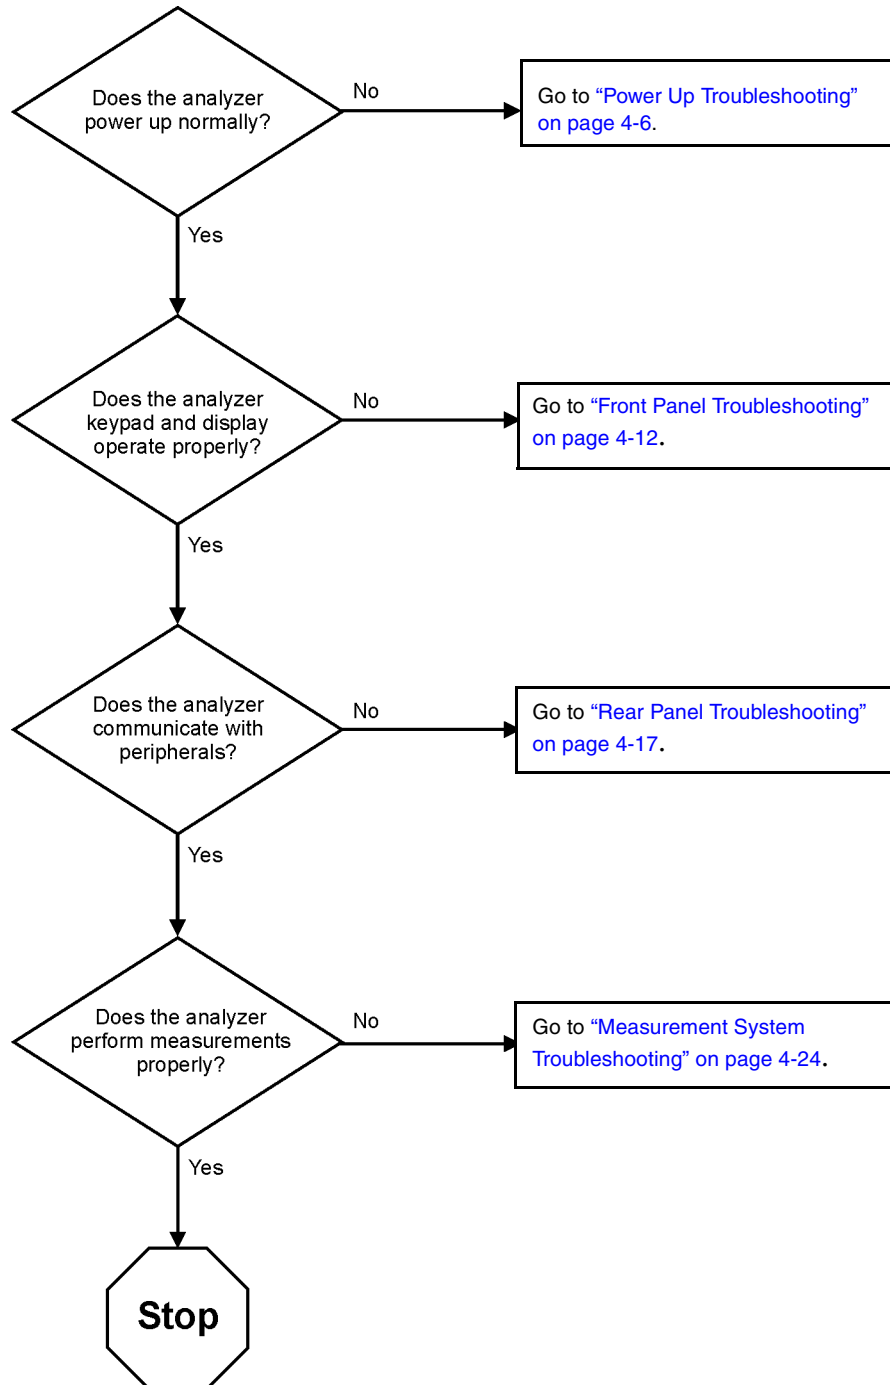 Does the analyzer
power up normally?
No
Go to “Power Up Troubleshooting”
on page 4-6.
Yes
Does the analyzer
keypad and display
operate properly?
No
Go to “Front Panel Troubleshooting”
on page 4-12.
Yes
Does the analyzer
communicate with
peripherals?
No
Go to “Rear Panel Troubleshooting”
on page 4-17.
Yes
Does the analyzer
perform measurements
properly?
No
Go to “Measurement System
Troubleshooting” on page 4-24.
Yes
Stop